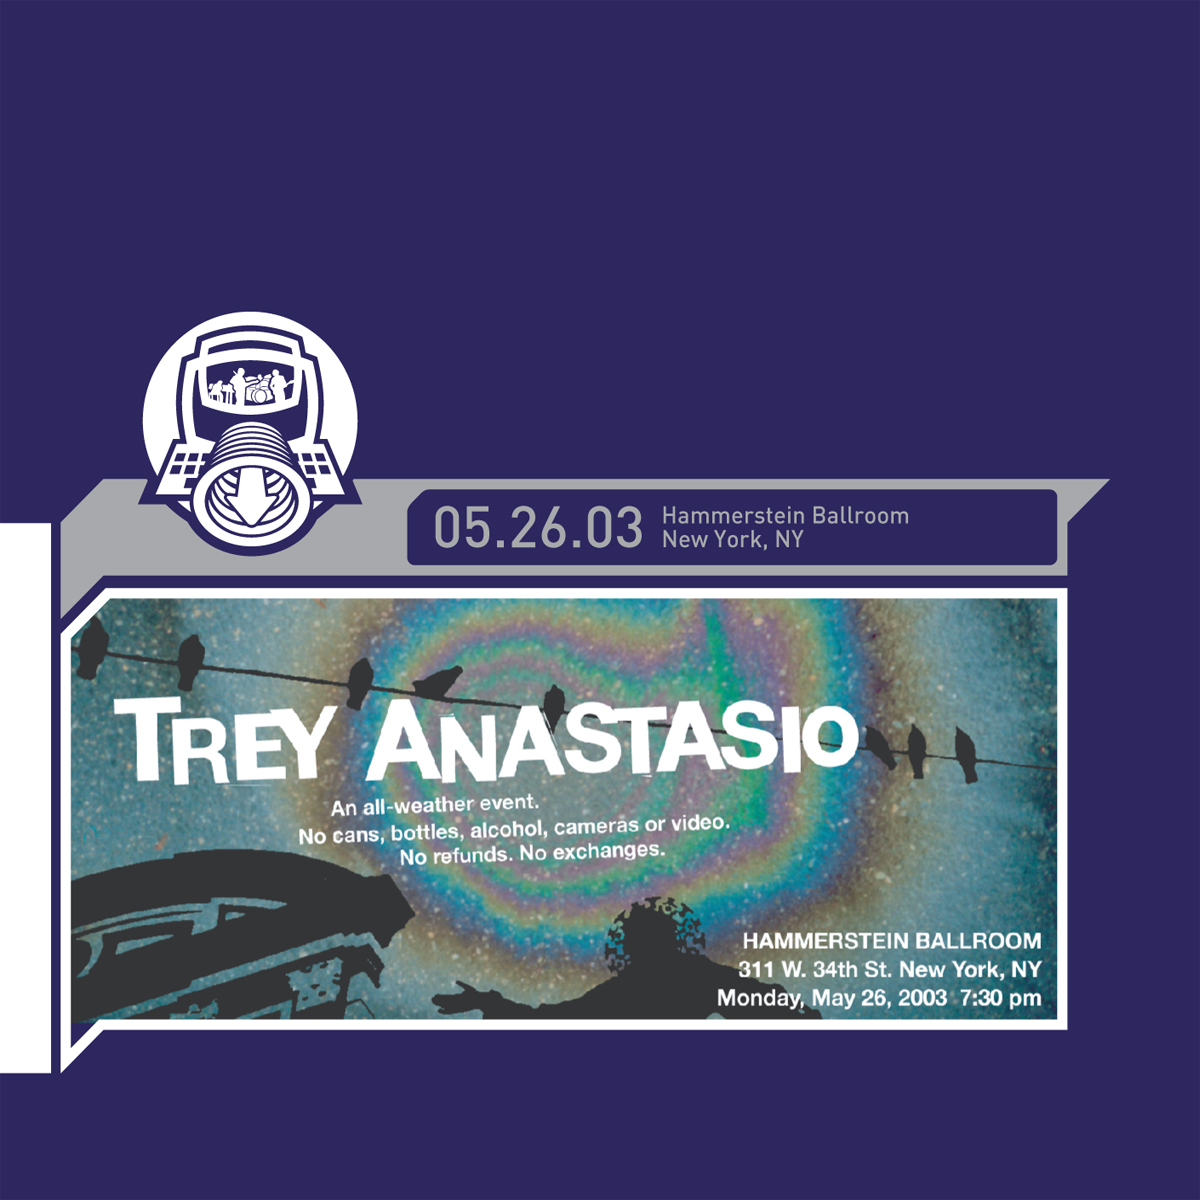 05.26.03
Hammerstein Ballroom
New York, NY
TREY ANASTASIO
An all-weather event.
No cans, bottles, alcohol, cameras or video.
No refunds. No exchanges.
HAMMERSTEIN BALLROOM
311 W. 34th St. New York, NY
Monday, May 26, 2003 7:30 pm